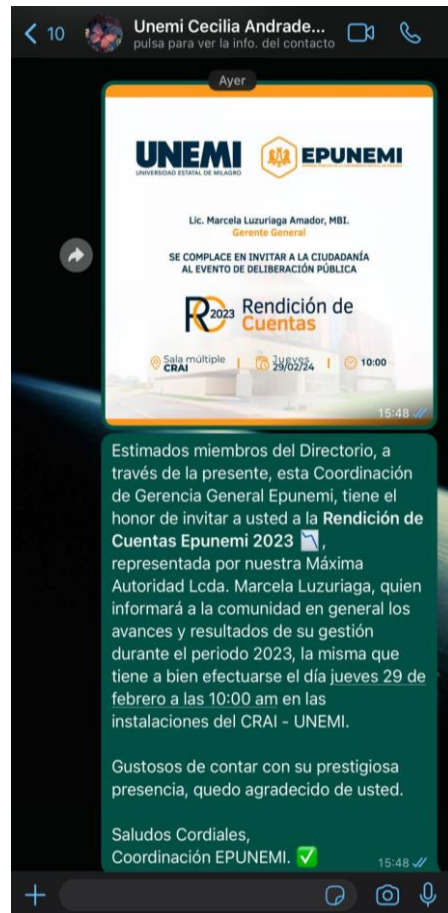 10
Unemi Cecilia Andrade...
pulsa para ver la info. del contacto
Ayer
UNEMI
UNIVERSIDAD ESTATAL DE MILAGRO
EPUNEMI
Lic. Marcela Luzuriaga Amador, MBI.
Gerente General
SE COMPLACE EN INVITAR A LA CIUDADANÍA
AL EVENTO DE DELIBERACIÓN PÚBLICA
RC 2023 Rendición de
Cuentas
Sala múltiple
CRAI
Jueves
29/02/24
10:00
15:48
Estimados miembros del Directorio, a
través de la presente, esta Coordinación
de Gerencia General Epunemi, tiene el
honor de invitar a usted a la Rendición de
Cuentas Epunemi 2023 📉,
representada por nuestra Máxima
Autoridad Lcda. Marcela Luzuriaga, quien
informará a la comunidad en general los
avances y resultados de su gestión
durante el periodo 2023, la misma que
tiene a bien efectuarse el día jueves 29 de
febrero a las 10:00 am en las
instalaciones del CRAI - UNEMI.
Gustosos de contar con su prestigiosa
presencia, quedo agradecido de usted.
Saludos Cordiales,
Coordinación EPUNEMI. ✅
15:48